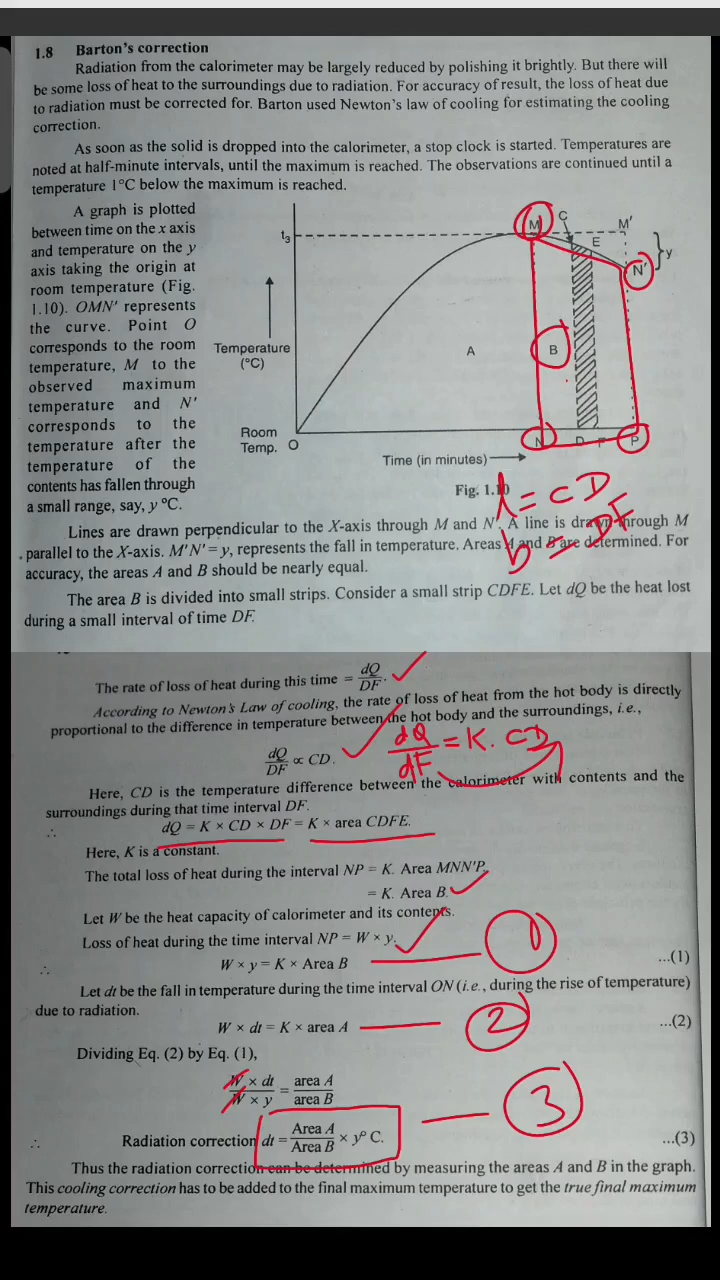 1.8 Barton's correction
Radiation from the calorimeter may be largely reduced by polishing it brightly. But there will
be some loss of heat to the surroundings due to radiation. For accuracy of result, the loss of heat due
to radiation must be corrected for. Barton used Newton's law of cooling for estimating the cooling
correction.
As soon as the solid is dropped into the calorimeter, a stop clock is started. Temperatures are
noted at half-minute intervals, until the maximum is reached. The observations are continued until a
temperature 1°C below the maximum is reached.
A graph is plotted
between time on the x axis
and temperature on the y
axis taking the origin at
room temperature (Fig.
1.10). OMN' represents
the curve. Point O
corresponds to the room
temperature, M to the
observed maximum
temperature and N'
corresponds to the
temperature after the
temperature of the
contents has fallen through
a small range, say, y °C.
t3
M
C
M'
E
y
N'
Temperature
(°C)
A
B
Room
Temp.
O
N
D
F
P
Time (in minutes)
Fig. 1.10
l = CD
b = DF
Lines are drawn perpendicular to the X-axis through M and N'. A line is drawn through M
parallel to the X-axis. M'N' = y, represents the fall in temperature. Areas A and B are determined. For
accuracy, the areas A and B should be nearly equal.
The area B is divided into small strips. Consider a small strip CDFE. Let dQ be the heat lost
during a small interval of time DF.
The rate of loss of heat during this time = dQ/DF.
According to Newton's Law of cooling, the rate of loss of heat from the hot body is directly
proportional to the difference in temperature between the hot body and the surroundings, i.e.,
dQ/DF ∝ CD.
dQ/dF = K. CD
Here, CD is the temperature difference between the calorimeter with contents and the
surroundings during that time interval DF.
∴ dQ = K × CD × DF = K × area CDFE.
Here, K is a constant.
The total loss of heat during the interval NP = K. Area MNN'P.
= K. Area B.
Let W be the heat capacity of calorimeter and its contents.
Loss of heat during the time interval NP = W × y.
∴ W × y = K × Area B ...(1)
1
Let dt be the fall in temperature during the time interval ON (i.e., during the rise of temperature)
due to radiation.
W × dt = K × area A ...(2)
2
Dividing Eq. (2) by Eq. (1),
W × dt / W × y = area A / area B
3
∴ Radiation correction dt = Area A / Area B × y° C. ...(3)
Thus the radiation correction can be determined by measuring the areas A and B in the graph.
This cooling correction has to be added to the final maximum temperature to get the true final maximum
temperature.